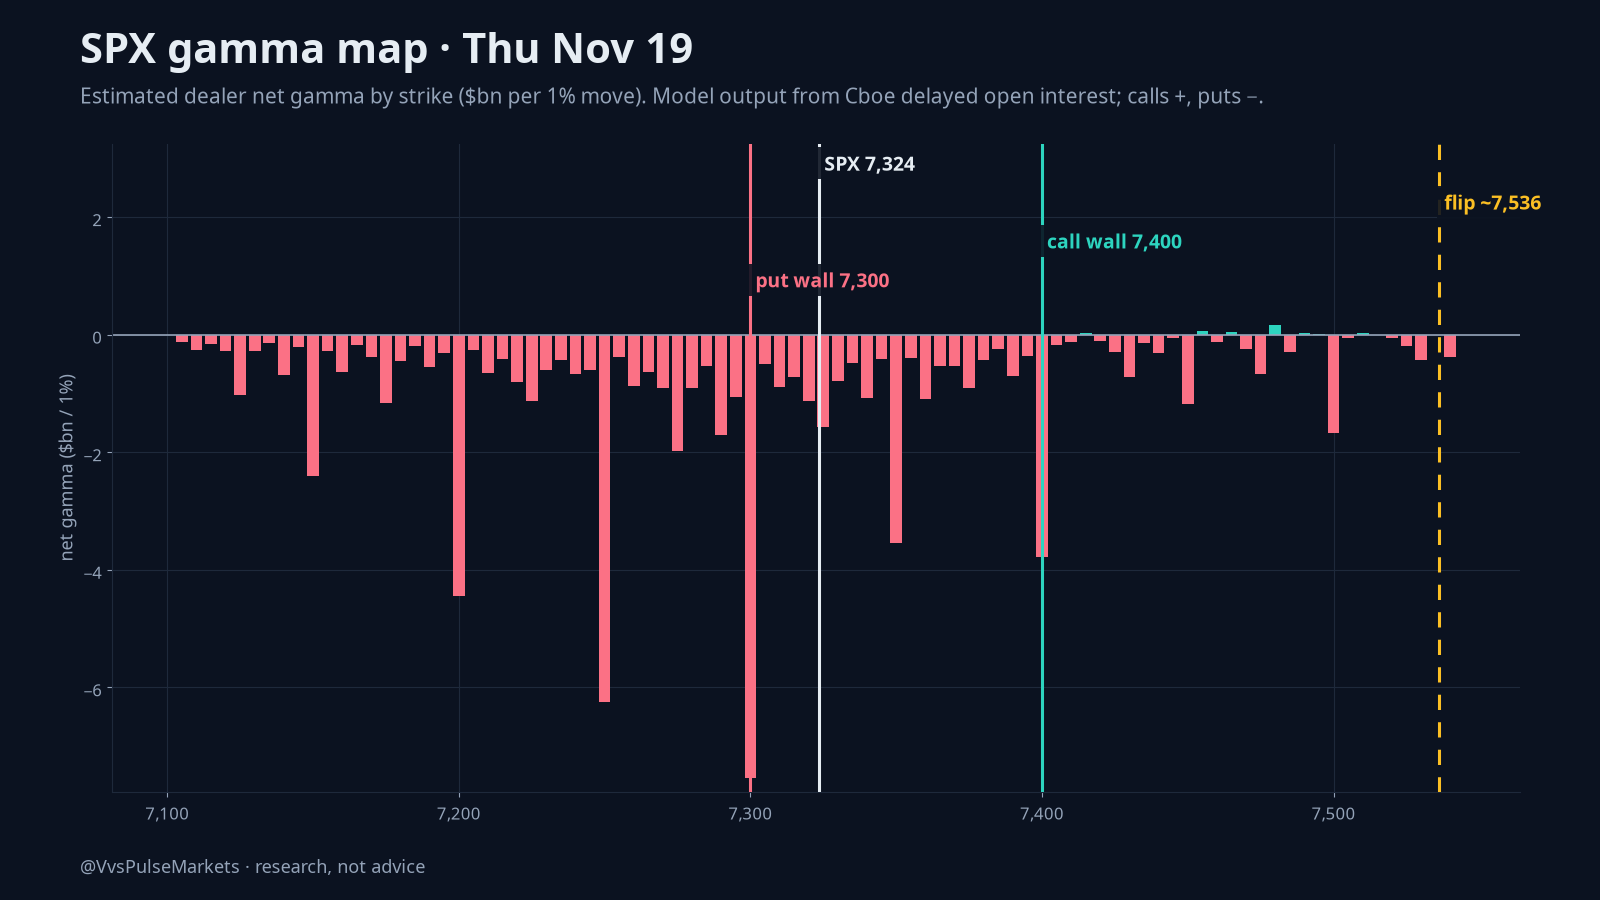 SPX gamma map · Thu Nov 19
Estimated dealer net gamma by strike ($bn per 1% move). Model output from Cboe delayed open interest; calls +, puts −.
SPX 7,324
flip ~7,536
call wall 7,400
put wall 7,300
net gamma ($bn / 1%)
2
0
−2
−4
−6
7,100
7,200
7,300
7,400
7,500
@VvsPulseMarkets · research, not advice